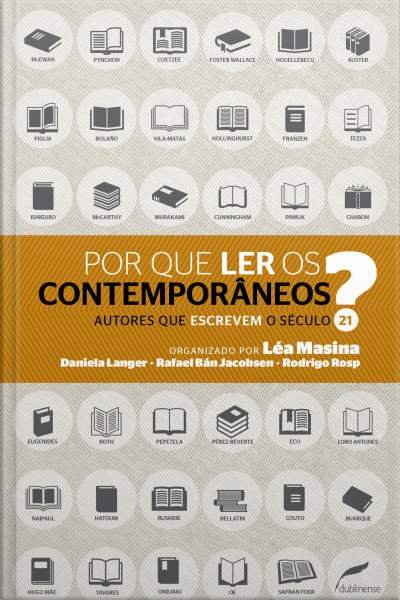 McEWAN PYNCHON COETZEE FOSTER WALLACE HOUELLEBECQ AUSTER
PIGLIA BOLAÑO VILA-MATAS HOLLINGHURST FRANZEN TEZZA
ISHIGURO McCARTHY MURAKAMI CUNNINGHAM PAMUK CHABON
POR QUE LER OS
CONTEMPORÂNEOS?
AUTORES QUE ESCREVEM O SÉCULO 21
ORGANIZADO POR Léa Masina
Daniela Langer • Rafael Bán Jacobsen • Rodrigo Rosp
EUGENIDES ROTH PEPETELA PÉREZ-REVERTE ECO LOBO ANTUNES
NAIPAUL HATOUM RUSHDIE BELLATIN COUTO BUARQUE
HUGO MÃE TAVARES ONDJAKI OE SAFRAN FOER dublinense